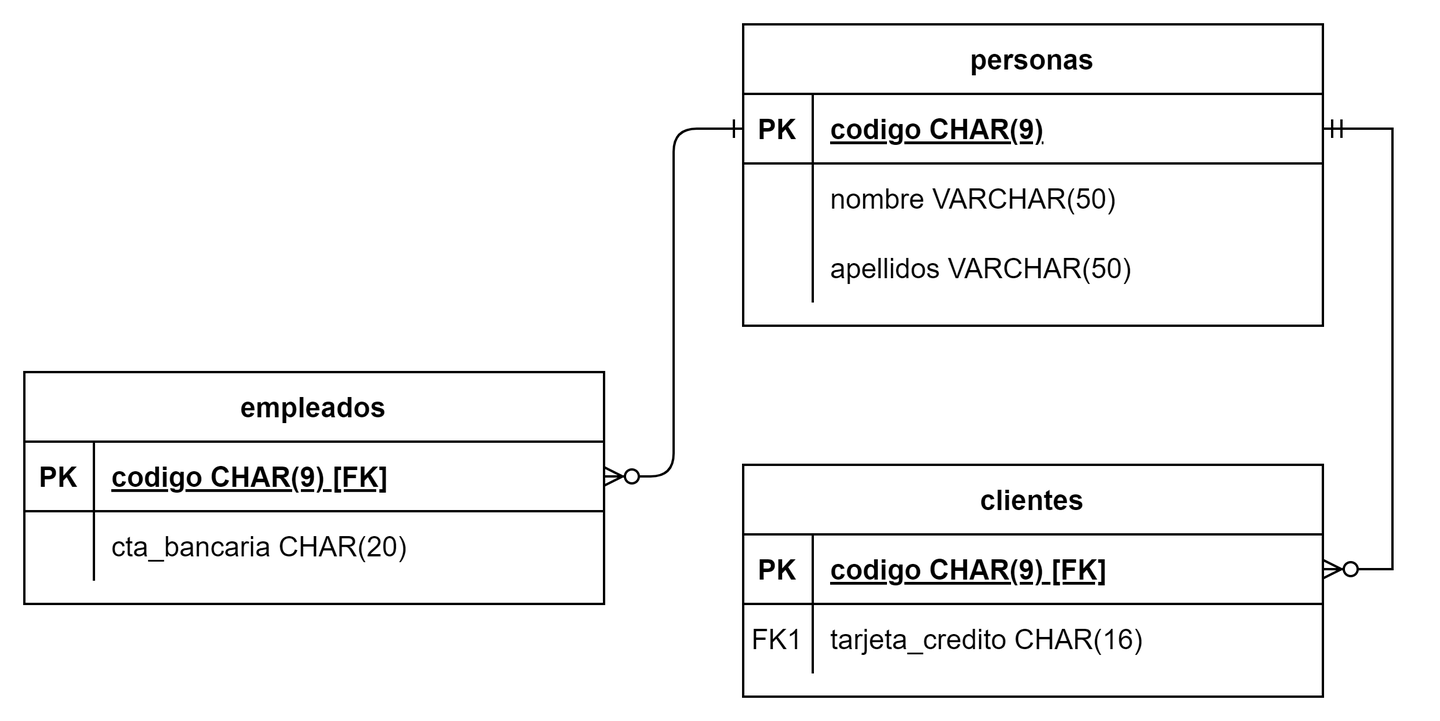 personas
PK codigo CHAR(9)
nombre VARCHAR(50)
apellidos VARCHAR(50)
empleados
PK codigo CHAR(9) [FK]
cta_bancaria CHAR(20)
clientes
PK codigo CHAR(9) [FK]
FK1 tarjeta_credito CHAR(16)